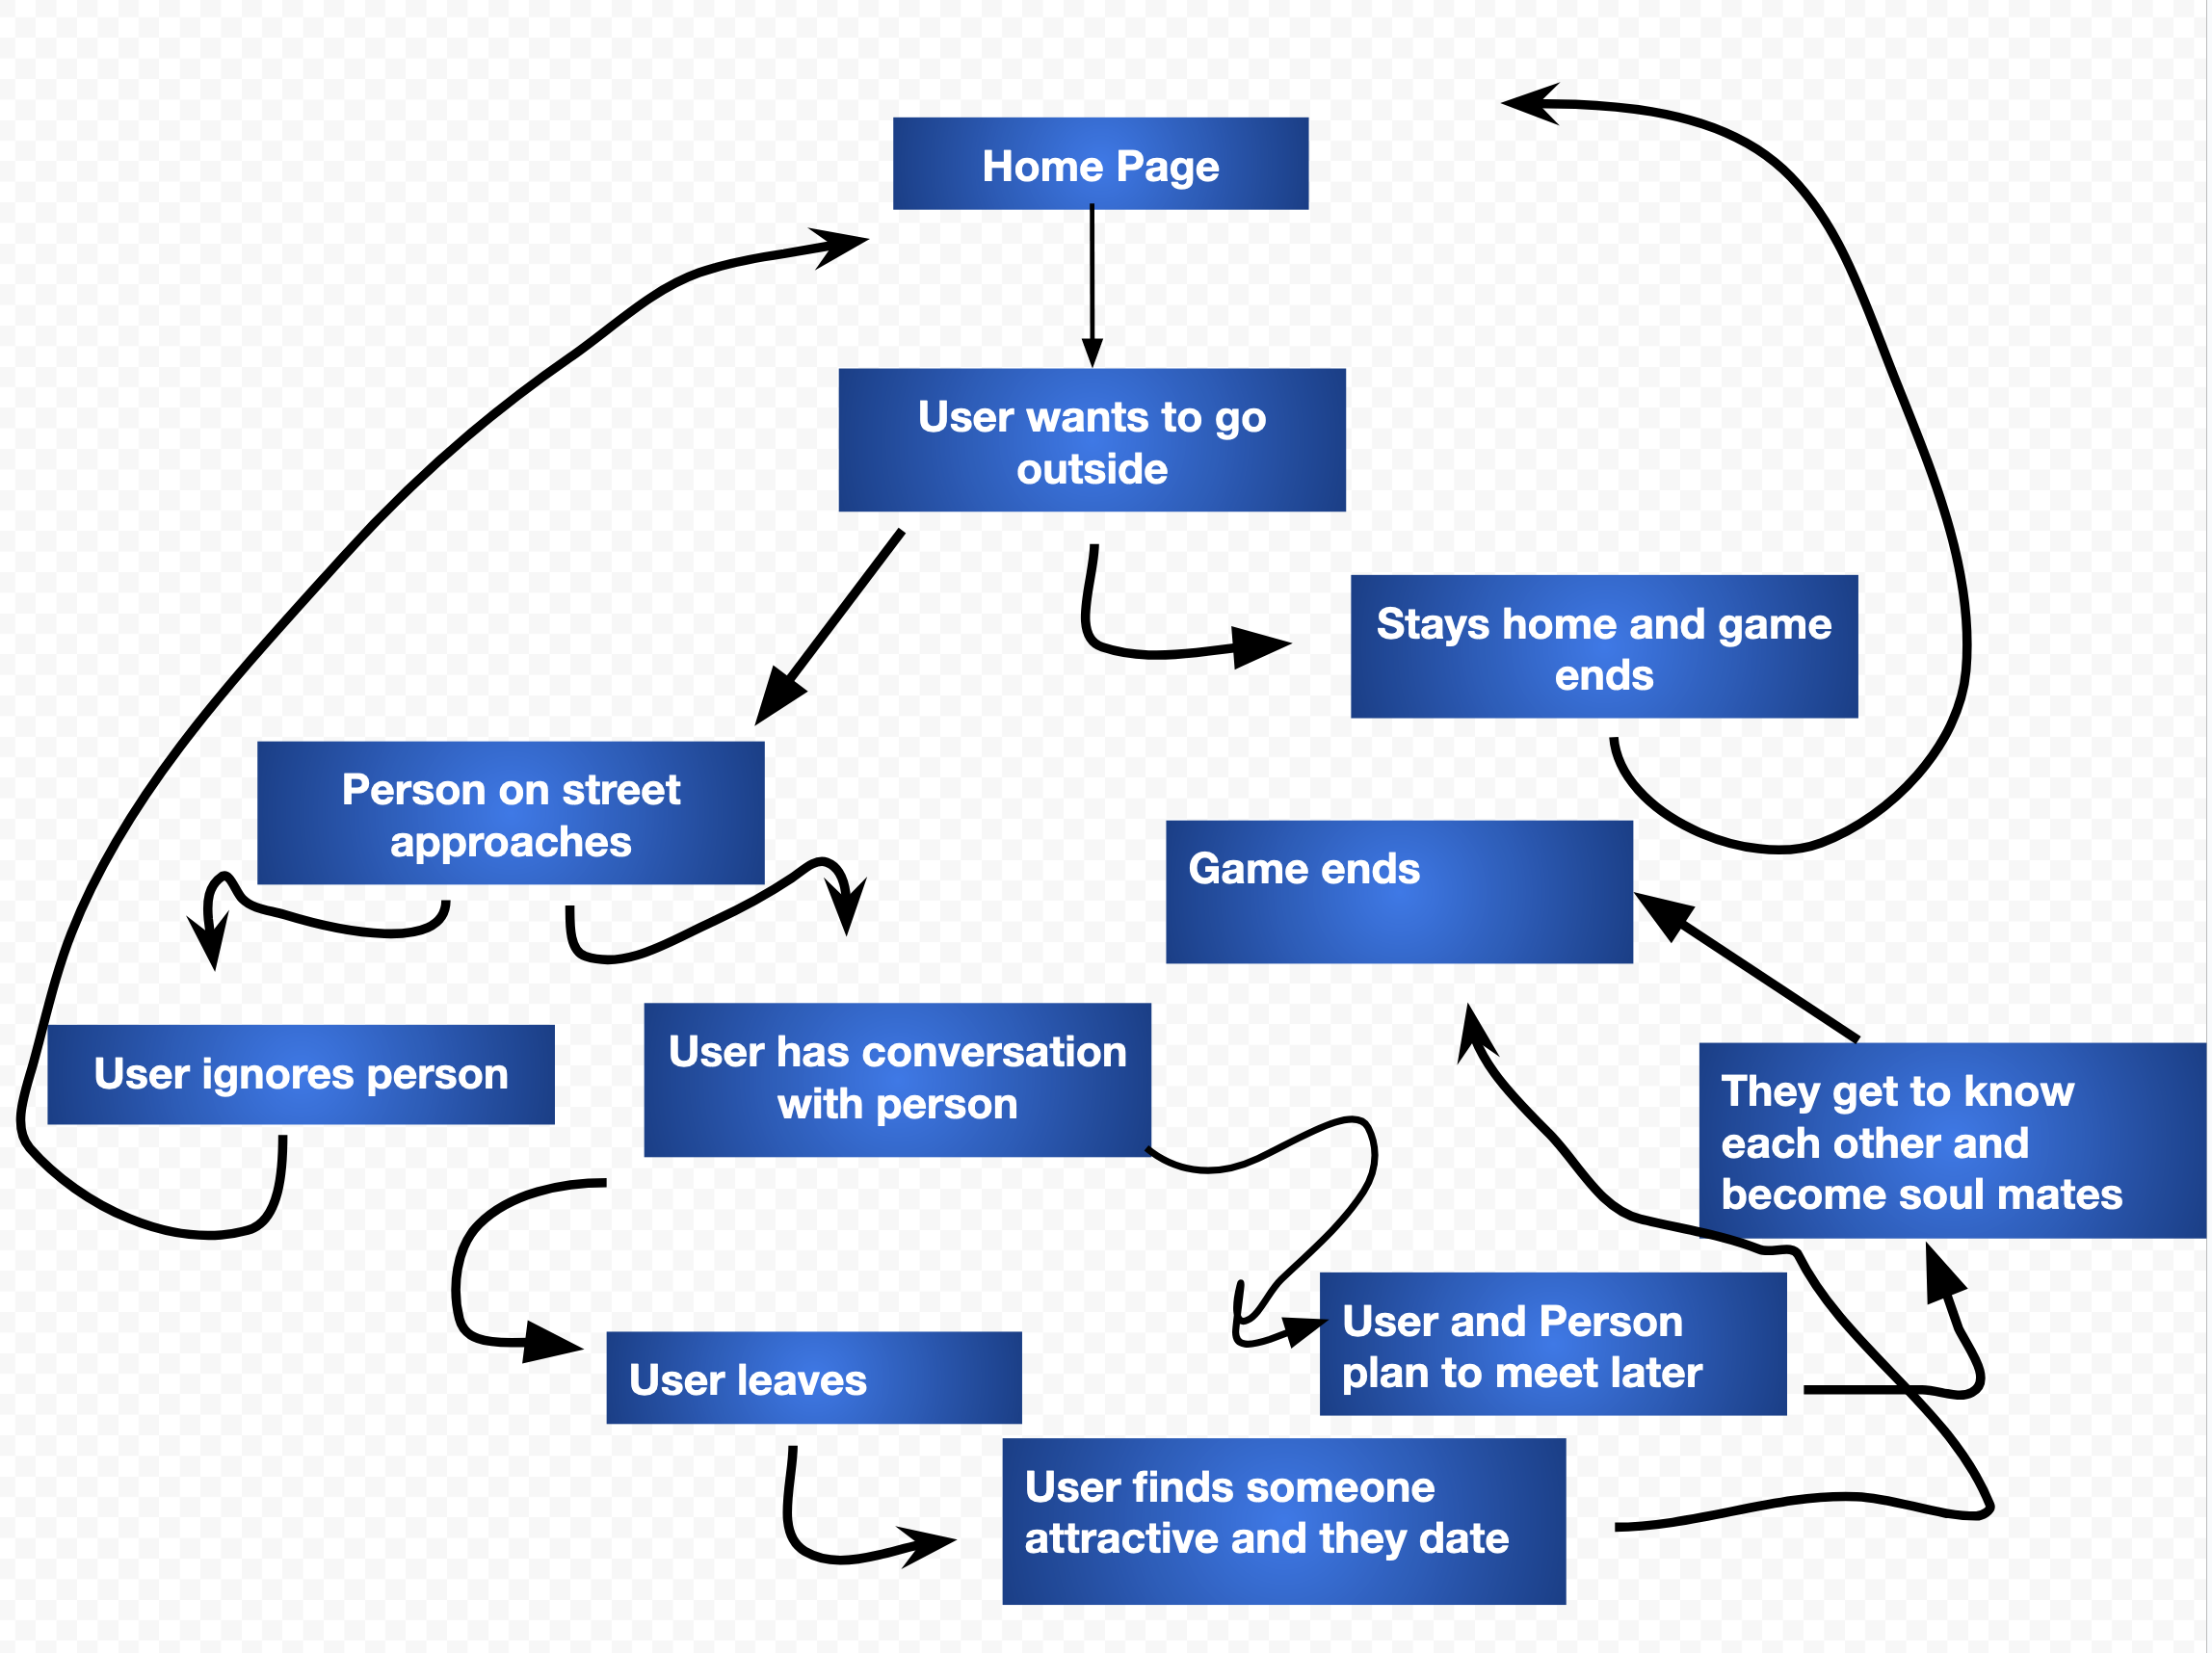 Home Page
User wants to go
outside
Stays home and game
ends
Person on street
approaches
Game ends
User ignores person
User has conversation
with person
They get to know
each other and
become soul mates
User and Person
plan to meet later
User leaves
User finds someone
attractive and they date